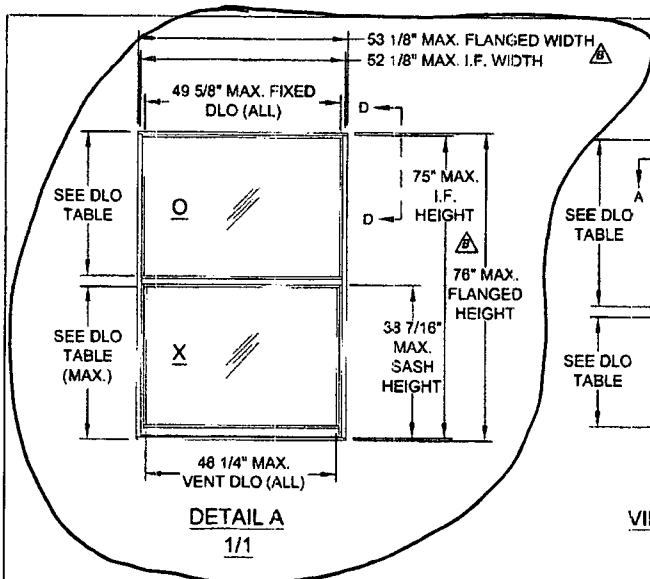 53 1/8" MAX. FLANGED WIDTH
52 1/8" MAX. I.F. WIDTH
B
49 5/8" MAX. FIXED
DLO (ALL)
D
D
SEE DLO
TABLE
O
75" MAX.
I.F.
HEIGHT
B
76" MAX.
FLANGED
HEIGHT
SEE DLO
TABLE
(MAX.)
X
38 7/16"
MAX.
SASH
HEIGHT
48 1/4" MAX.
VENT DLO (ALL)
DETAIL A
1/1
A
SEE DLO
TABLE
SEE DLO
TABLE